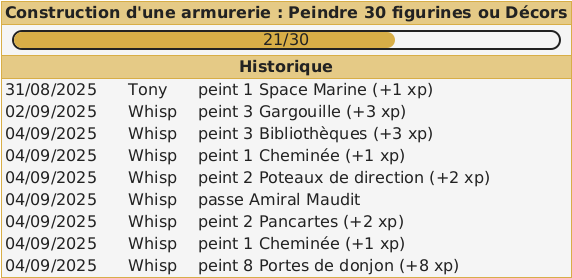 Construction d'une armurerie : Peindre 30 figurines ou Décors
21/30
Historique
31/08/2025 Tony peint 1 Space Marine (+1 xp)
02/09/2025 Whisp peint 3 Gargouille (+3 xp)
04/09/2025 Whisp peint 3 Bibliothèques (+3 xp)
04/09/2025 Whisp peint 1 Cheminée (+1 xp)
04/09/2025 Whisp peint 2 Poteaux de direction (+2 xp)
04/09/2025 Whisp passe Amiral Maudit
04/09/2025 Whisp peint 2 Pancartes (+2 xp)
04/09/2025 Whisp peint 1 Cheminée (+1 xp)
04/09/2025 Whisp peint 8 Portes de donjon (+8 xp)